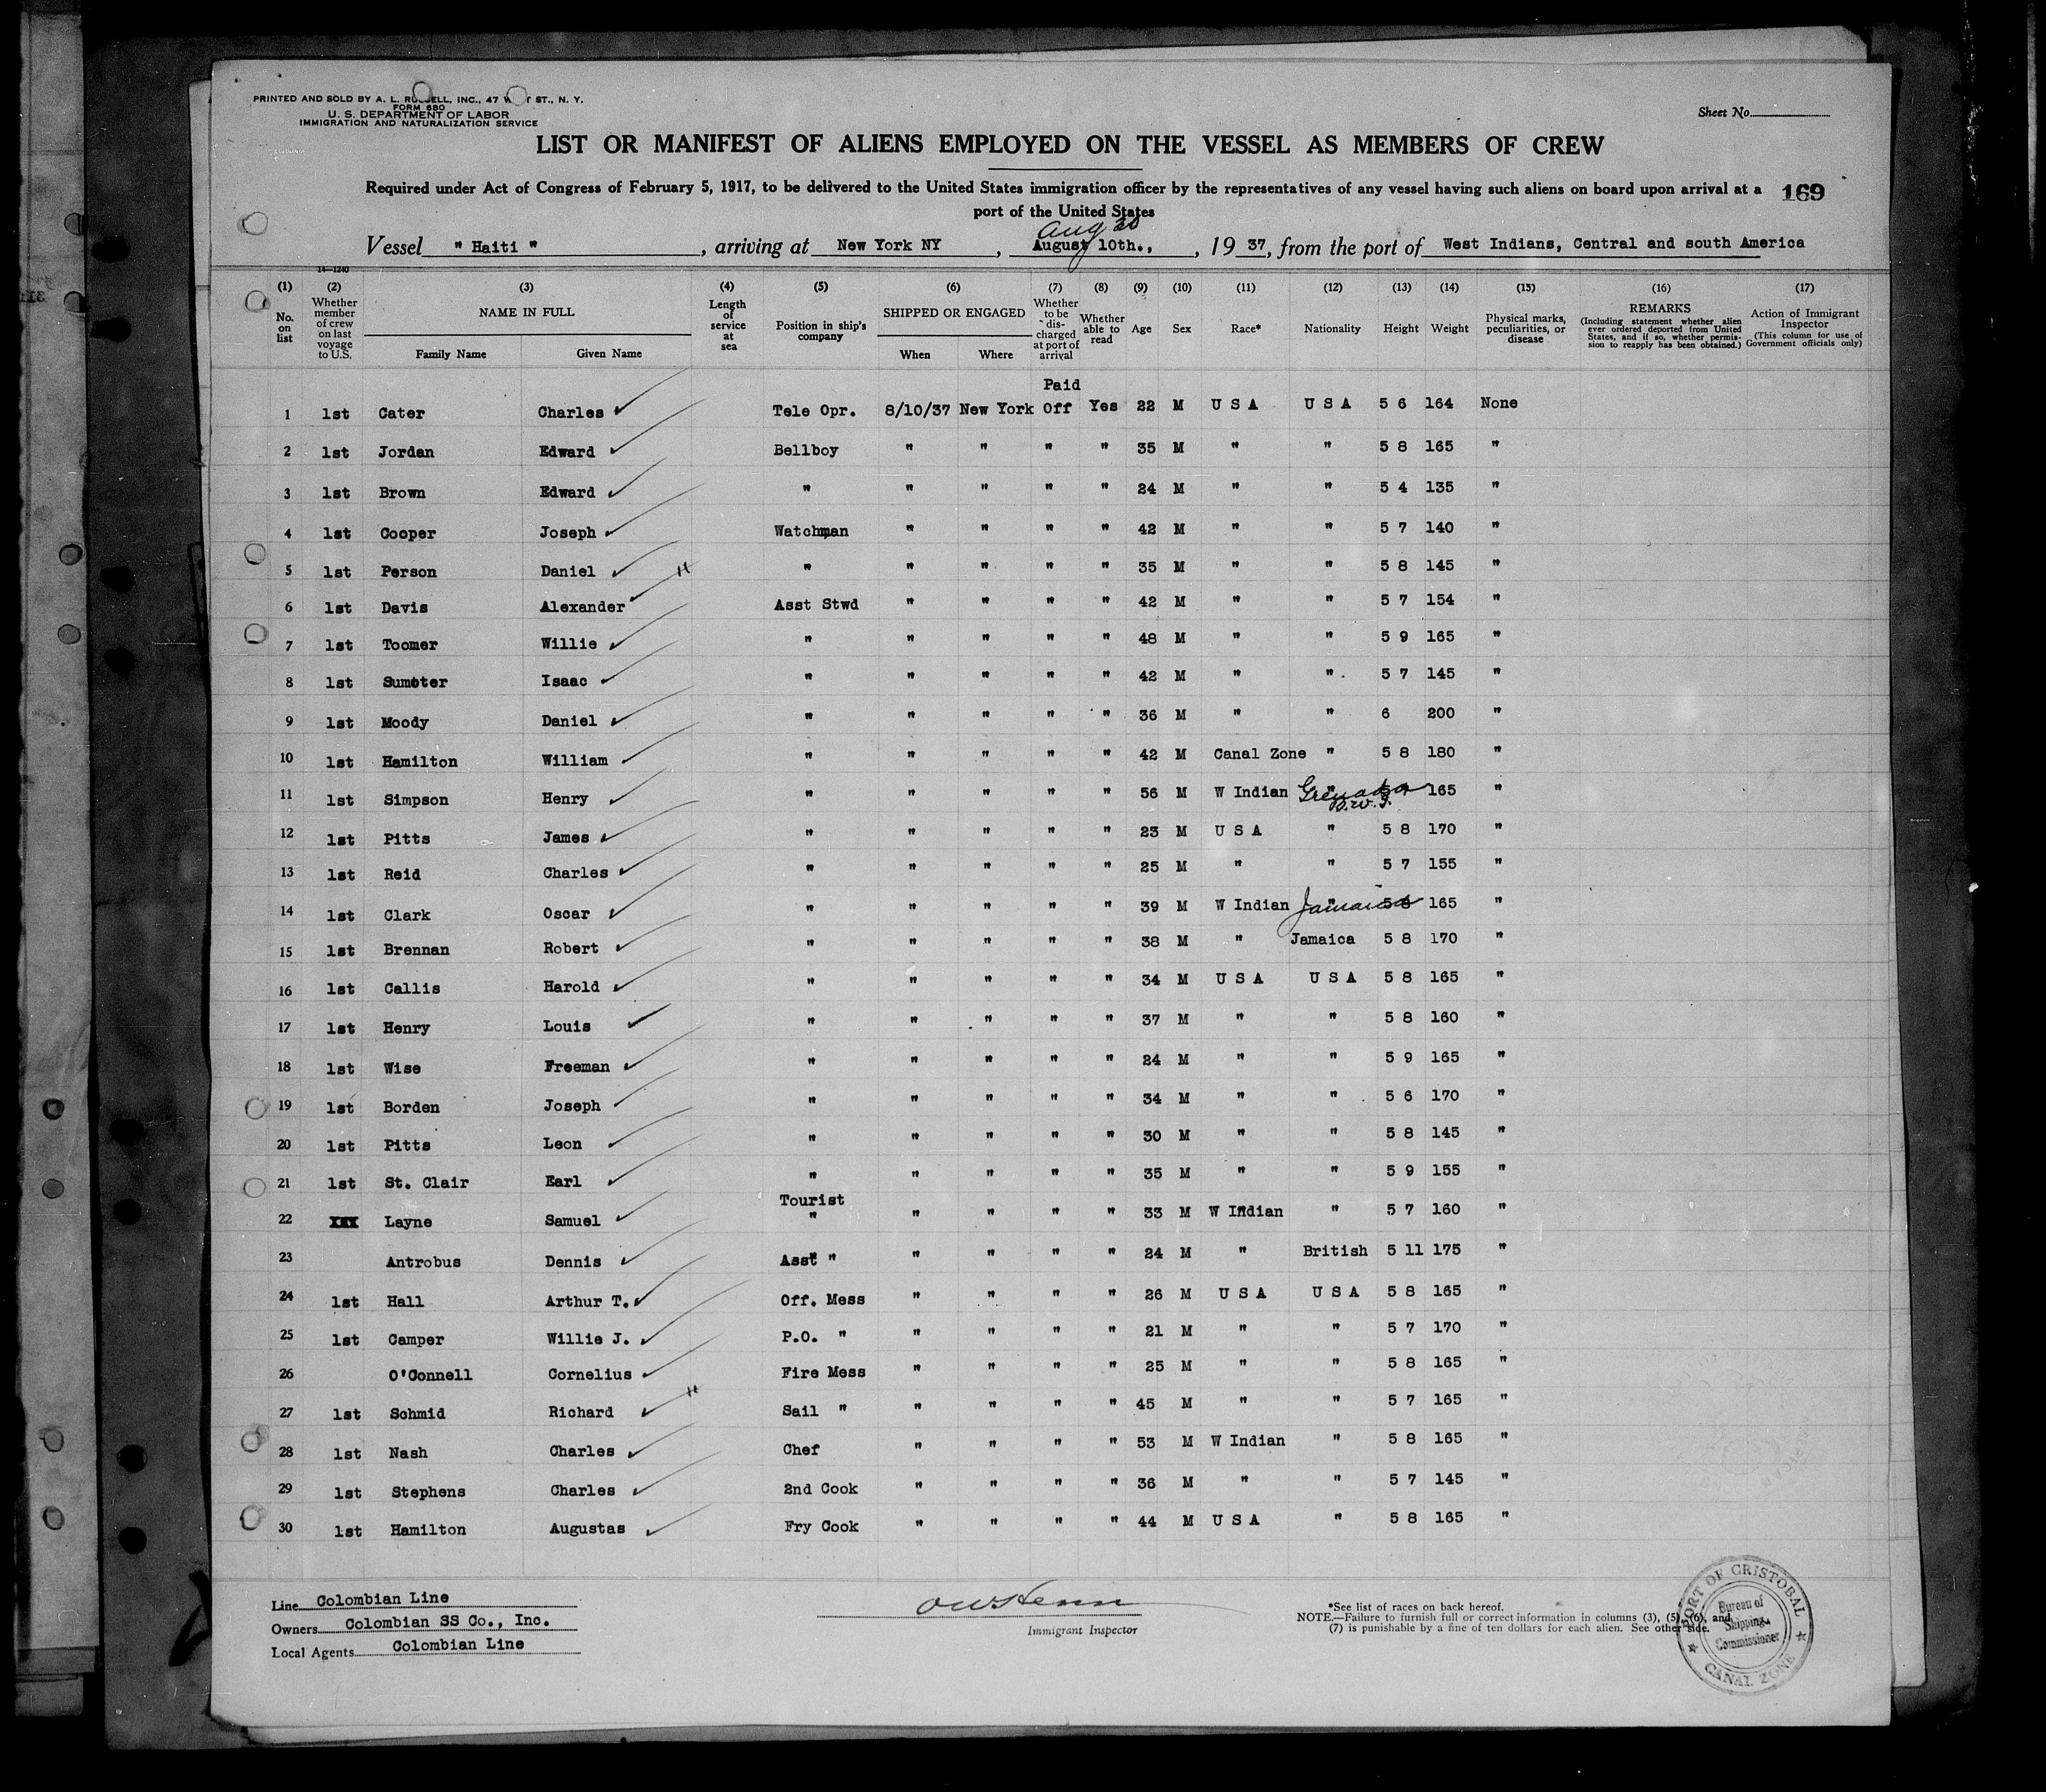 PRINTED AND SOLD BY A. L. RUSSELL, INC., 47 ST., N. Y.
FORM 680
U. S. DEPARTMENT OF LABOR
IMMIGRATION AND NATURALIZATION SERVICE
Sheet No.
LIST OR MANIFEST OF ALIENS EMPLOYED ON THE VESSEL AS MEMBERS OF CREW
Required under Act of Congress of February 5, 1917, to be delivered to the United States immigration officer by the representatives of any vessel having such aliens on board upon arrival at a 169
port of the United States
Aug 20
Vessel " Haiti " , arriving at New York NY , August 10th., , 19 37, from the port of West Indians, Central and south America
14—1240
(1) (2) (3) (4) (5) (6) (7) (8) (9) (10) (11) (12) (13) (14) (15) (16) (17)
No. on list Whether member of crew on last voyage to U.S. NAME IN FULL Family Name Given Name Length of service at sea Position in ship's company SHIPPED OR ENGAGED When Where Whether to be dis-charged at port of arrival Whether able to read Age Sex Race* Nationality Height Weight Physical marks, peculiarities, or disease REMARKS (Including statement whether alien ever ordered deported from United States, and if so, whether permis-sion to reapply has been obtained.) Action of Immigrant Inspector (This column for use of Government officials only)
Paid
1 1st Cater Charles Tele Opr. 8/10/37 New York Off Yes 22 M U S A U S A 5 6 164 None
2 1st Jordan Edward Bellboy " " " " 35 M " " 5 8 165 "
3 1st Brown Edward " " " " " 24 M " " 5 4 135 "
4 1st Cooper Joseph Watchman " " " " 42 M " " 5 7 140 "
5 1st Person Daniel " " " " " 35 M " " 5 8 145 "
6 1st Davis Alexander Asst Stwd " " " " 42 M " " 5 7 154 "
7 1st Toomer Willie " " " " " 48 M " " 5 9 165 "
8 1st Sumoter Isaac " " " " " 42 M " " 5 7 145 "
9 1st Moody Daniel " " " " " 36 M " " 6 200 "
10 1st Hamilton William " " " " " 42 M Canal Zone " 5 8 180 "
11 1st Simpson Henry " " " " " 56 M W Indian Grenada B.W.I. 165 "
12 1st Pitts James " " " " " 23 M U S A " 5 8 170 "
13 1st Reid Charles " " " " " 25 M " " 5 7 155 "
14 1st Clark Oscar " " " " " 39 M W Indian Jamaica 5 8 165 "
15 1st Brennan Robert " " " " " 38 M " Jamaica 5 8 170 "
16 1st Callis Harold " " " " " 34 M U S A U S A 5 8 165 "
17 1st Henry Louis " " " " " 37 M " " 5 8 160 "
18 1st Wise Freeman " " " " " 24 M " " 5 9 165 "
19 1st Borden Joseph " " " " " 34 M " " 5 6 170 "
20 1st Pitts Leon " " " " " 30 M " " 5 8 145 "
21 1st St. Clair Earl " " " " " 35 M " " 5 9 155 "
Tourist
22 XXX Layne Samuel " " " " " 33 M W Indian " 5 7 160 "
23 Antrobus Dennis Asst " " " " " 24 M " British 5 11 175 "
24 1st Hall Arthur T. Off. Mess " " " " 26 M U S A U S A 5 8 165 "
25 1st Camper Willie J. P.O. " " " " " 21 M " " 5 7 170 "
26 O'Connell Cornelius Fire Mess " " " " 25 M " " 5 8 165 "
27 1st Schmid Richard Sail " " " " " 45 M " " 5 7 165 "
28 1st Nash Charles Chef " " " " 53 M W Indian " 5 8 165 "
29 1st Stephens Charles 2nd Cook " " " " 36 M " " 5 7 145 "
30 1st Hamilton Augustas Fry Cook " " " " 44 M U S A " 5 8 165 "
Line Colombian Line
Owners Colombian SS Co., Inc.
Local Agents Colombian Line
Immigrant Inspector
*See list of races on back hereof.
NOTE.—Failure to furnish full or correct information in columns (3), (5), (6), and
(7) is punishable by a fine of ten dollars for each alien. See other side.
PORT OF CRISTOBAL
Bureau of
Shipping
Commissioner
CANAL ZONE